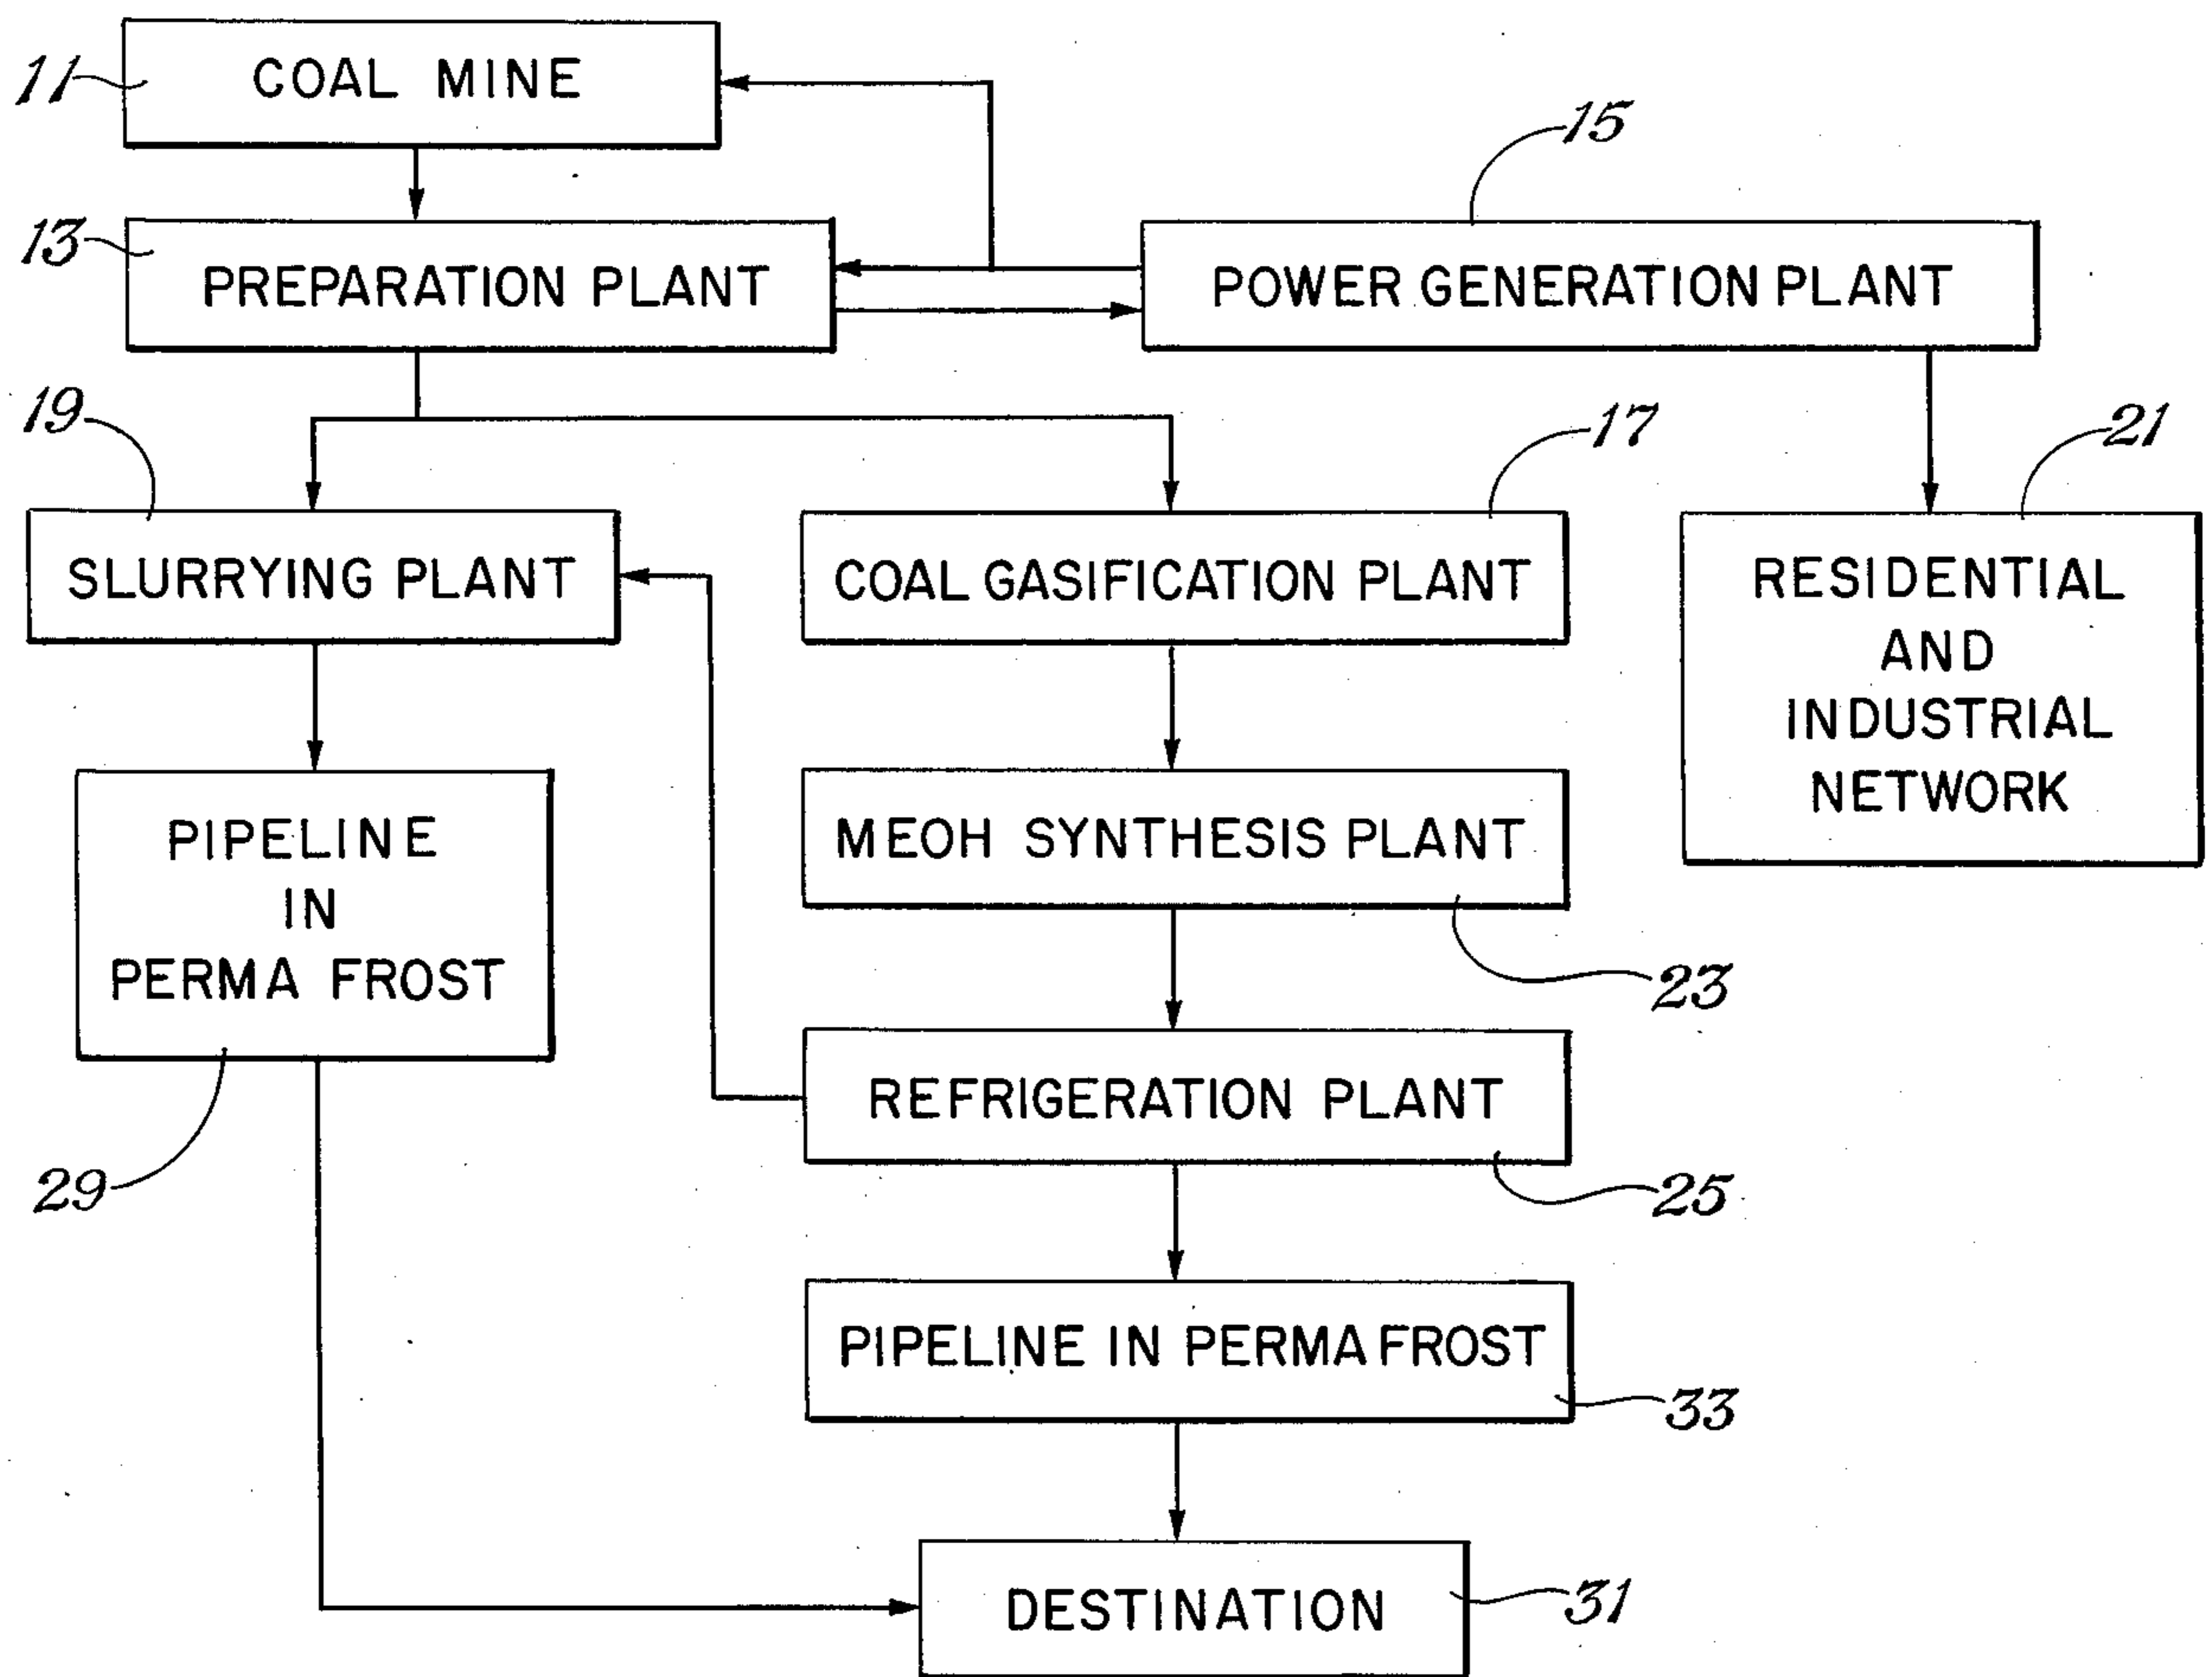 11
COAL MINE
15
13
PREPARATION PLANT
POWER GENERATION PLANT
19
17
21
SLURRYING PLANT
COAL GASIFICATION PLANT
RESIDENTIAL
AND
INDUSTRIAL
NETWORK
PIPELINE
IN
PERMA FROST
MEOH SYNTHESIS PLANT
23
29
REFRIGERATION PLANT
25
PIPELINE IN PERMA FROST
33
DESTINATION
31